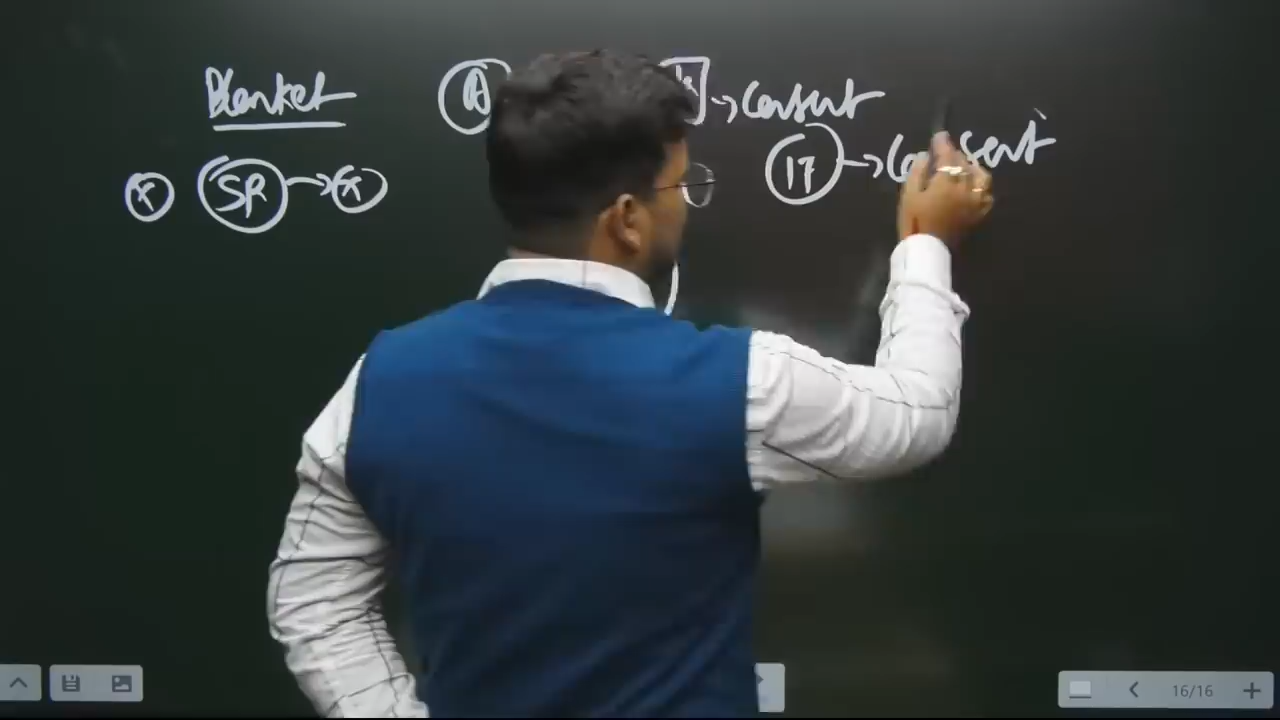 Blanket A → Consent
x SR → x 17 → Consent
16/16